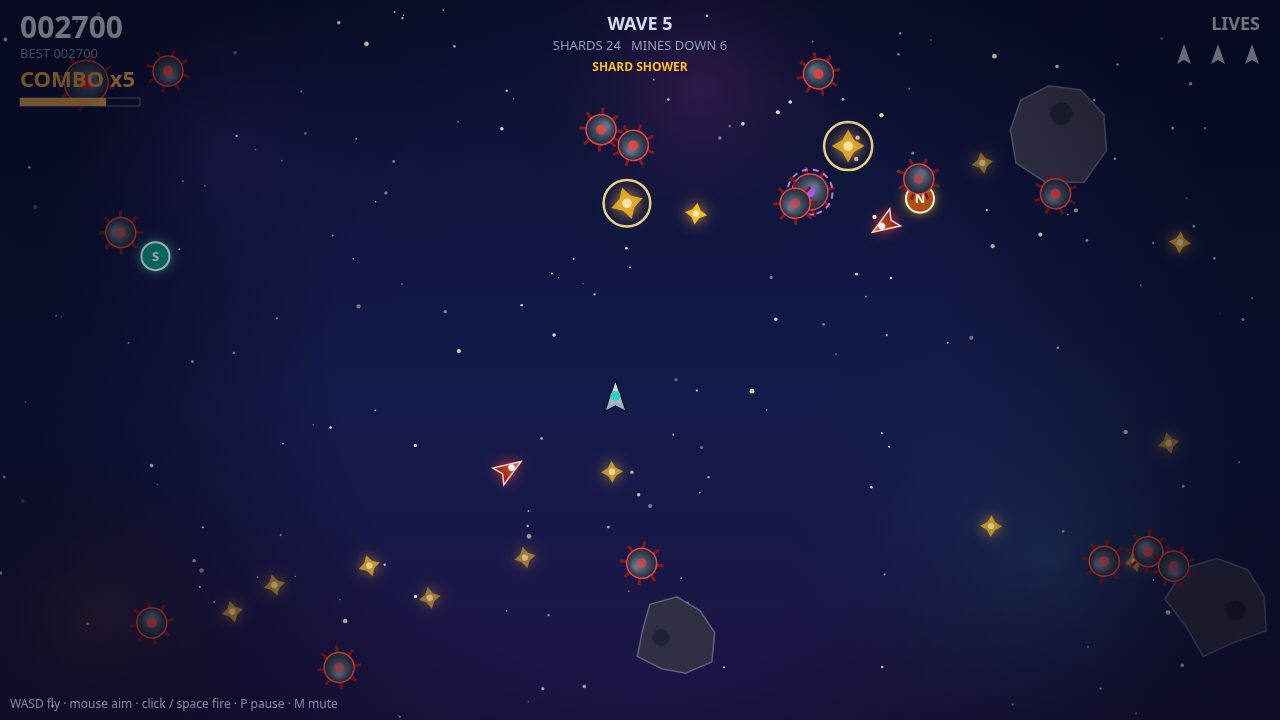 002700
BEST 002700
COMBO x5
WAVE 5
SHARDS 24 MINES DOWN 6
SHARD SHOWER
LIVES
N
S
WASD fly · mouse aim · click / space fire · P pause · M mute